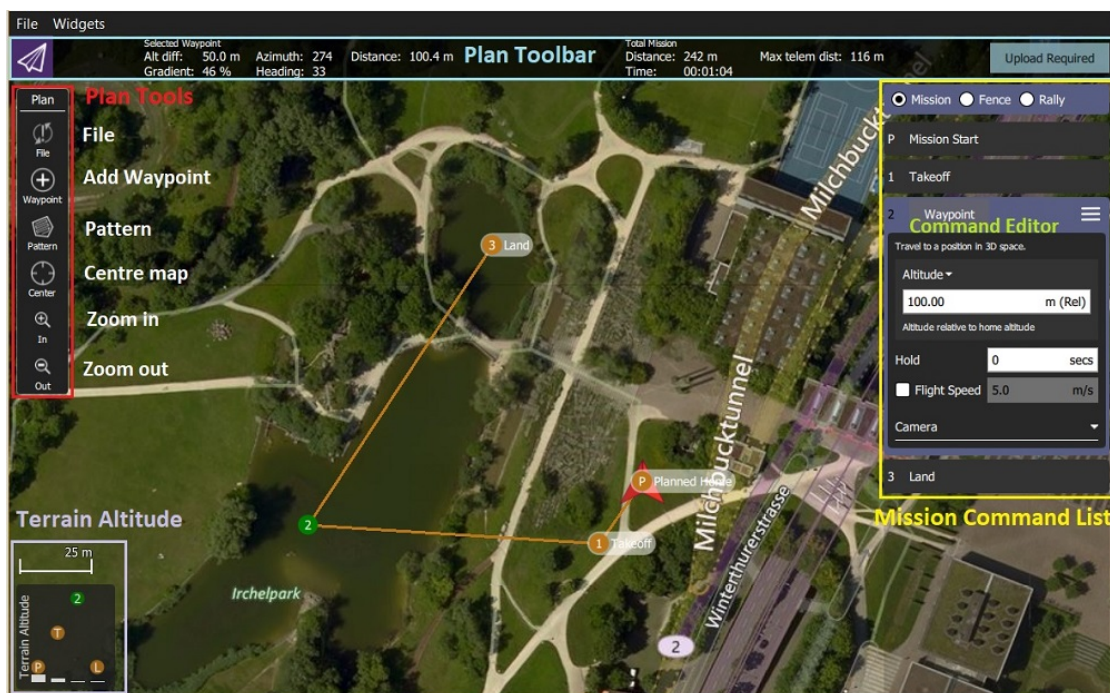 File Widgets
Selected Waypoint
Alt diff: 50.0 m Azimuth: 274 Distance: 100.4 m
Gradient: 46 % Heading: 33
Plan Toolbar
Total Mission
Distance: 242 m Max telem dist: 116 m
Time: 00:01:04
Upload Required
Plan
Plan Tools
File
File
Waypoint
Add Waypoint
Pattern
Pattern
Center
Centre map
In
Zoom in
Out
Zoom out
Mission Fence Rally
P Mission Start
1 Takeoff
2 Waypoint
Command Editor
Travel to a position in 3D space.
Altitude
100.00 m (Rel)
Altitude relative to home altitude
Hold 0 secs
Flight Speed 5.0 m/s
Camera
3 Land
Mission Command List
Milchbucktunnel
3 Land
Milchbucktunnel
P Planned Home
2
1 Takeoff
Winterthurerstrasse
Irchelpark
2
Terrain Altitude
25 m
Terrain Altitude
2
T
P L